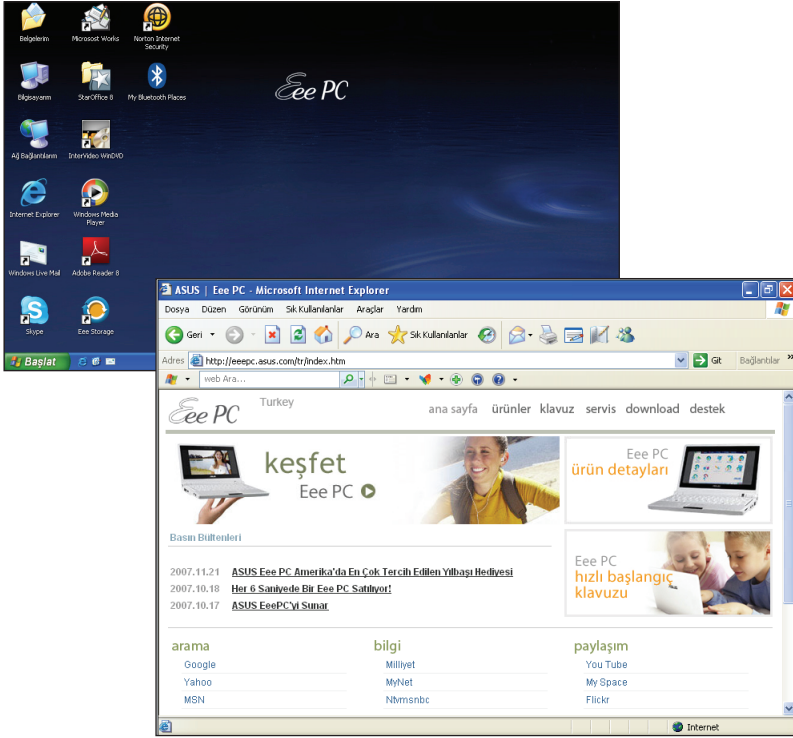 Belgelerim
Microsost Works
Norton Internet
Security
Eee PC
Bilgisayarım
StarOffice 8
My Bluetooth Places
Ağ Bağlantılarım
InterVideo WinDVD
Internet Explorer
Windows Media
Player
Windows Live Mail
Adobe Reader 8
Skype
Eee Storage
Başlat
ASUS | Eee PC - Microsoft Internet Explorer
Dosya Düzen Görünüm Sık Kullanılanlar Araçlar Yardım
Geri Ara Sık Kullanılanlar
Adres http://eeepc.asus.com/tr/index.htm Git Bağlantılar »
web Ara...
Eee PC Turkey ana sayfa ürünler klavuz servis download destek
keşfet
Eee PC
Eee PC
ürün detayları
Basın Bültenleri
2007.11.21 ASUS Eee PC Amerika'da En Çok Tercih Edilen Yılbaşı Hediyesi
2007.10.18 Her 6 Saniyede Bir Eee PC Satılıyor!
2007.10.17 ASUS EeePC'yi Sunar
Eee PC
hızlı başlangıç
klavuzu
arama bilgi paylaşım
Google Milliyet You Tube
Yahoo MyNet My Space
MSN Ntvmsnbc Flickr
Internet